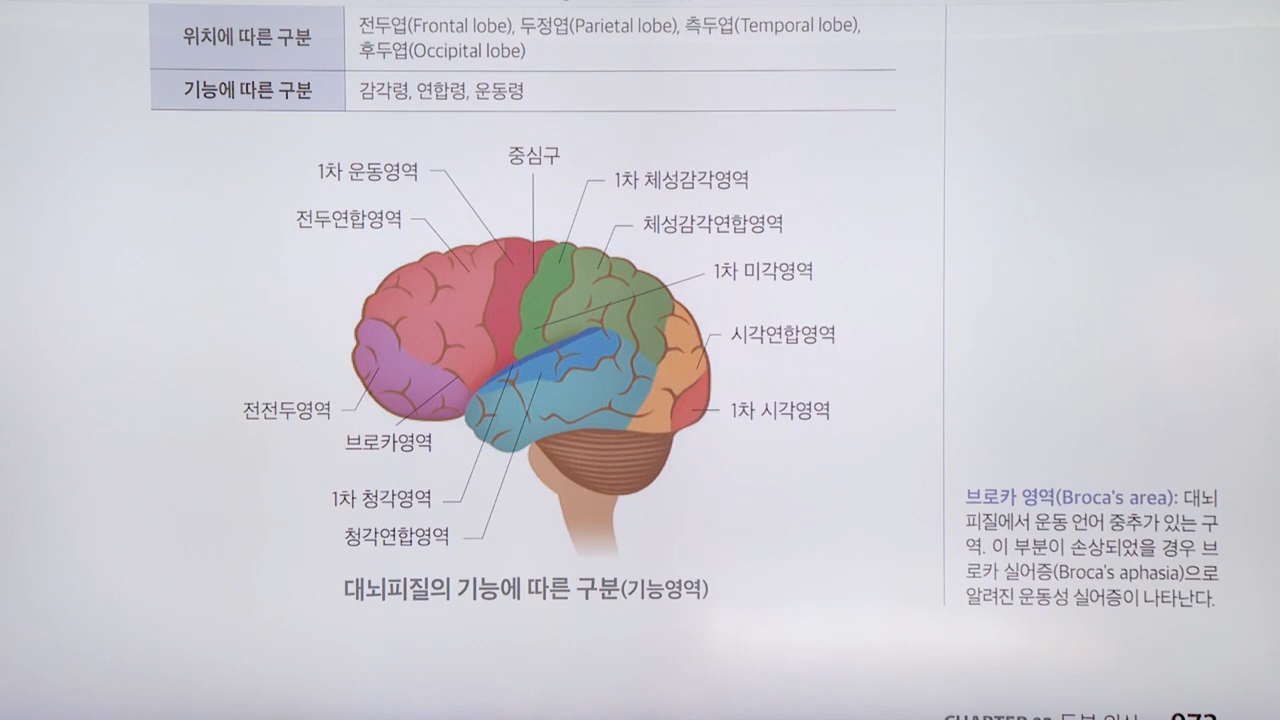 위치에 따른 구분
전두엽(Frontal lobe), 두정엽(Parietal lobe), 측두엽(Temporal lobe),
후두엽(Occipital lobe)
기능에 따른 구분
감각령, 연합령, 운동령
중심구
1차 운동영역
1차 체성감각영역
전두연합영역
체성감각연합영역
1차 미각영역
시각연합영역
전전두영역
1차 시각영역
브로카영역
1차 청각영역
청각연합영역
대뇌피질의 기능에 따른 구분(기능영역)
브로카 영역(Broca's area): 대뇌
피질에서 운동 언어 중추가 있는 구
역. 이 부분이 손상되었을 경우 브
로카 실어증(Broca's aphasia)으로
알려진 운동성 실어증이 나타난다.